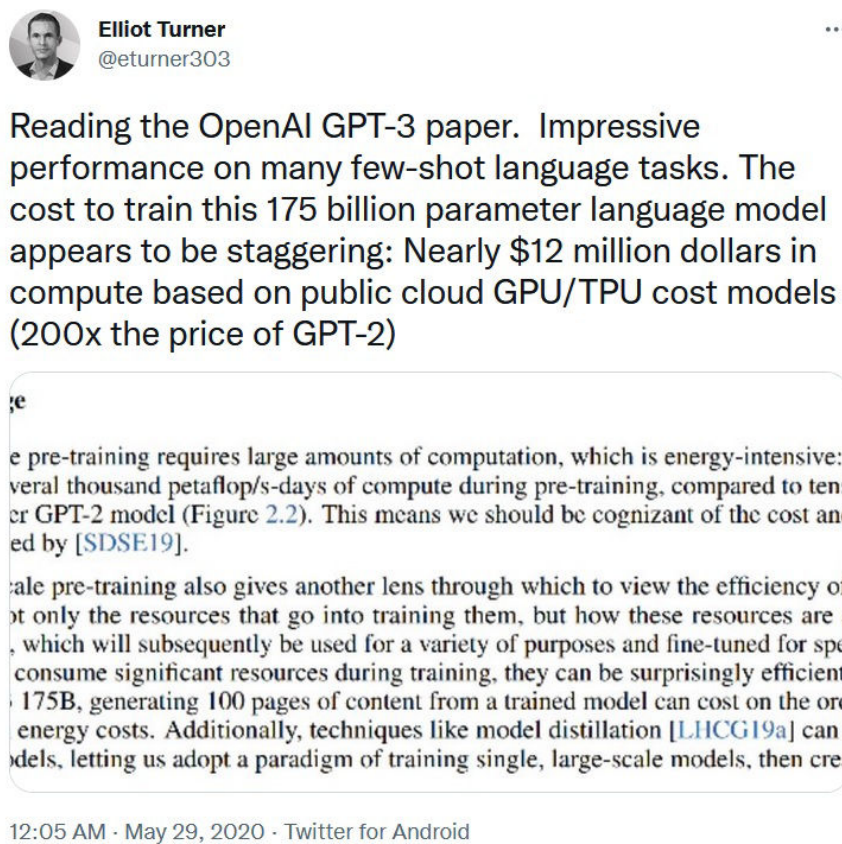 Elliot Turner
@eturner303
Reading the OpenAI GPT-3 paper.  Impressive
performance on many few-shot language tasks. The
cost to train this 175 billion parameter language model
appears to be staggering: Nearly $12 million dollars in
compute based on public cloud GPU/TPU cost models
(200x the price of GPT-2)
ge
e pre-training requires large amounts of computation, which is energy-intensive:
veral thousand petaflop/s-days of compute during pre-training, compared to ten
er GPT-2 model (Figure 2.2). This means we should be cognizant of the cost an
ed by [SDSE19].
ale pre-training also gives another lens through which to view the efficiency o
ot only the resources that go into training them, but how these resources are
, which will subsequently be used for a variety of purposes and fine-tuned for spe
consume significant resources during training, they can be surprisingly efficient
175B, generating 100 pages of content from a trained model can cost on the or
energy costs. Additionally, techniques like model distillation [LHCG19a] can
dels, letting us adopt a paradigm of training single, large-scale models, then cre
12:05 AM · May 29, 2020 · Twitter for Android